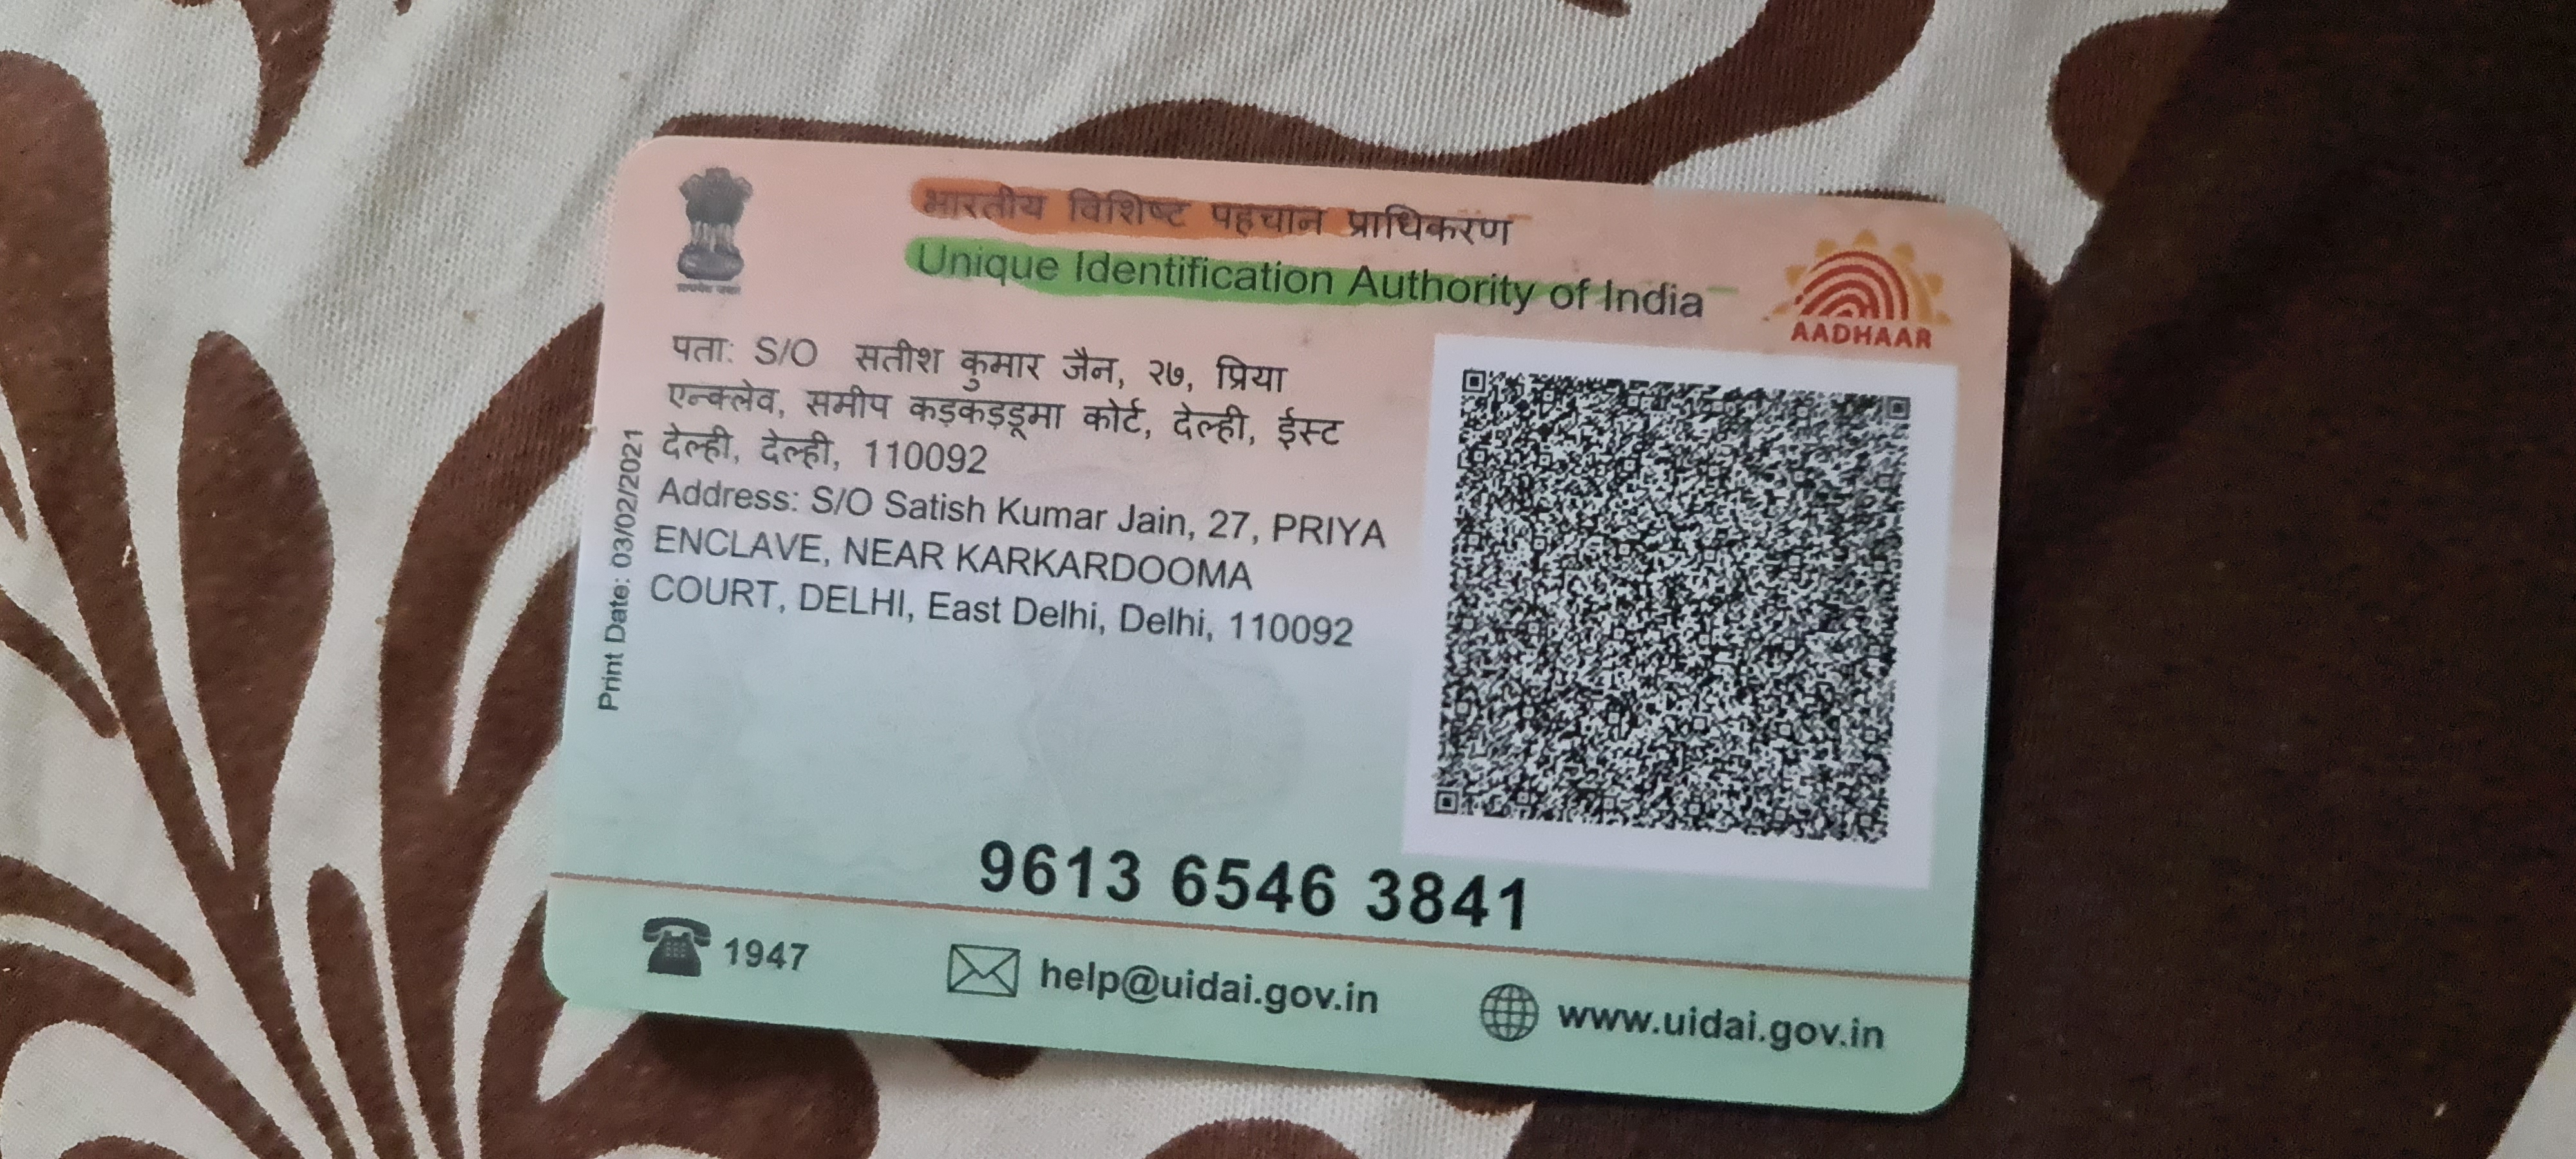 भारतीय विशिष्ट पहचान प्राधिकरण
Unique Identification Authority of India
AADHAAR
पता: S/O सतीश कुमार जैन, २७, प्रिया
एन्क्लेव, समीप कड़कड़डूमा कोर्ट, देल्ही, ईस्ट
देल्ही, देल्ही, 110092
Address: S/O Satish Kumar Jain, 27, PRIYA
ENCLAVE, NEAR KARKARDOOMA
COURT, DELHI, East Delhi, Delhi, 110092
Print Date: 03/02/2021
9613 6546 3841
1947
help@uidai.gov.in
www.uidai.gov.in